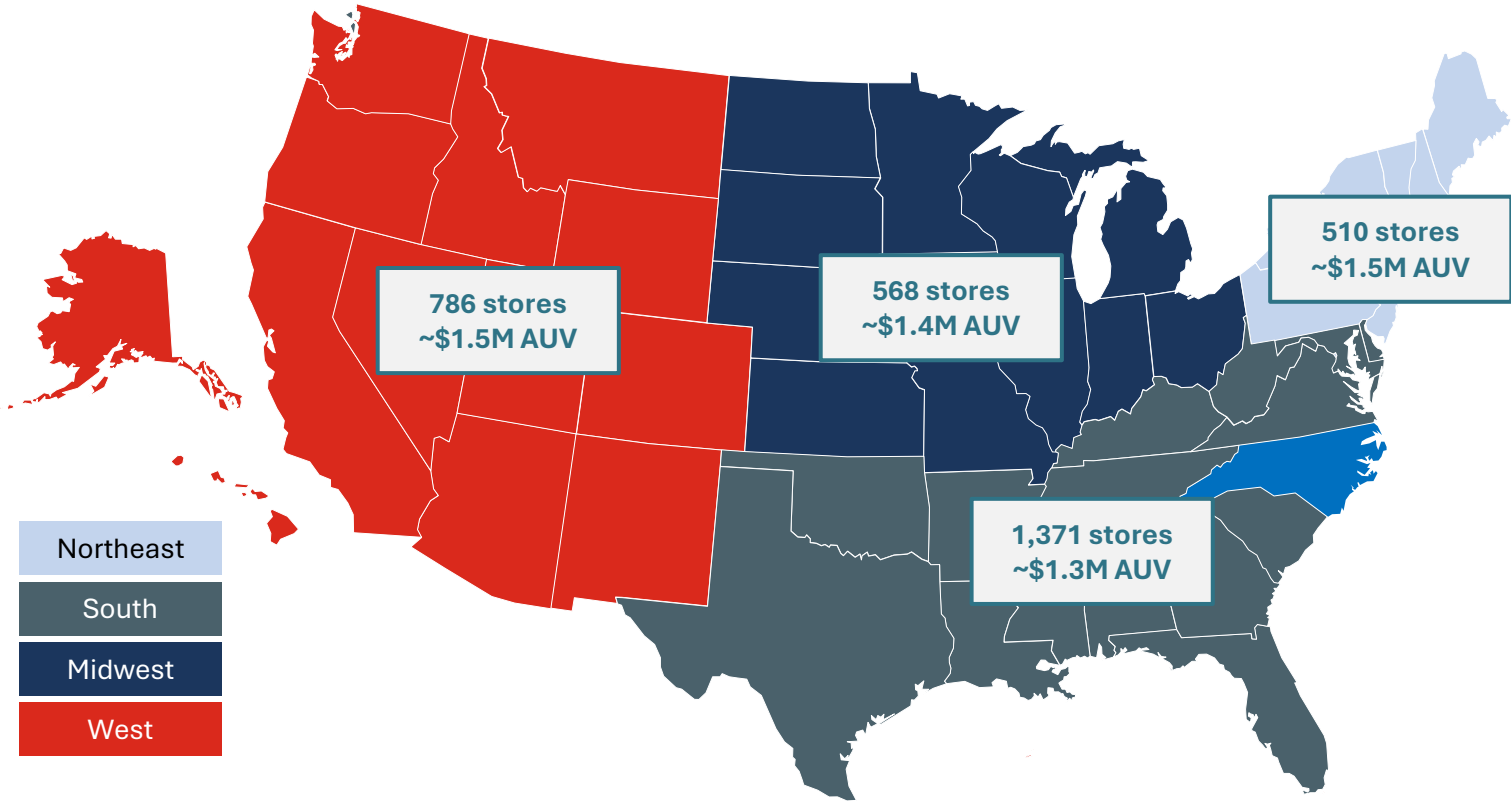 510 stores
~$1.5M AUV
568 stores
~$1.4M AUV
786 stores
~$1.5M AUV
1,371 stores
~$1.3M AUV
Northeast
South
Midwest
West